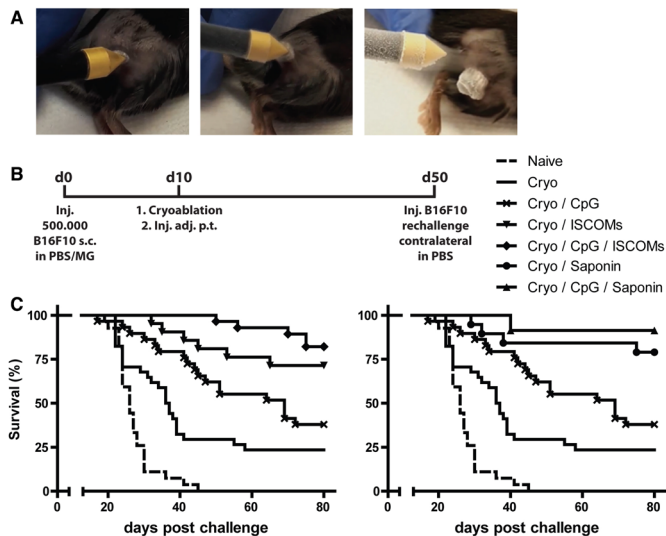 A
B
d0
d10
d50
Inj.
500.000
B16F10 s.c.
in PBS/MG
1. Cryoablation
2. Inj. adj. p.t.
Inj. B16F10
rechallenge
contralateral
in PBS
Naive
Cryo
Cryo / CpG
Cryo / ISCOMs
Cryo / CpG / ISCOMs
Cryo / Saponin
Cryo / CpG / Saponin
C
Survival (%)
100
75
50
25
0
0
20
40
60
80
days post challenge
100
75
50
25
0
0
20
40
60
80
days post challenge